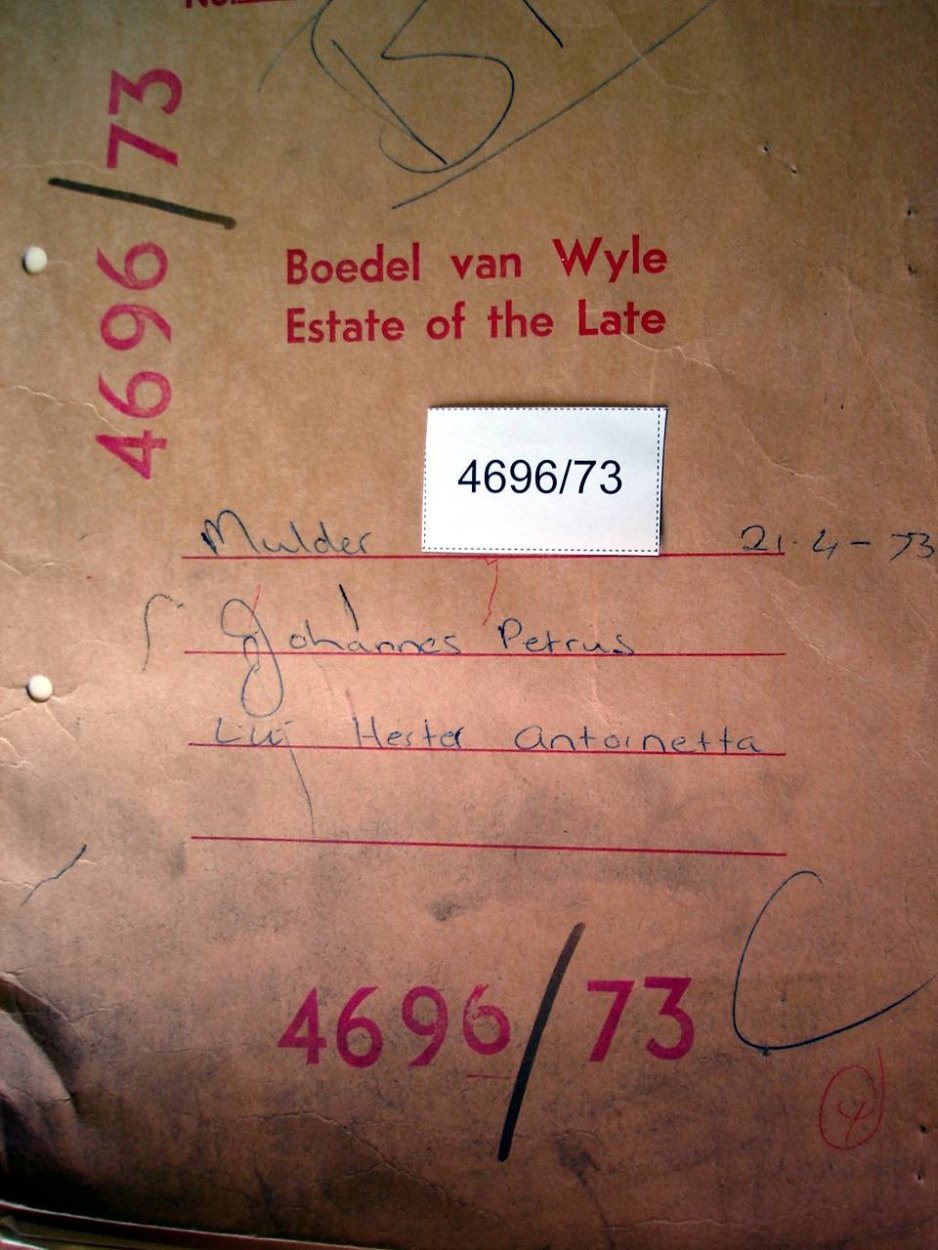 No.
4696/73
Boedel van Wyle
Estate of the Late
4696/73
Mulder 21-4-73
Johannes Petrus
Hester Antoinetta
4696/73